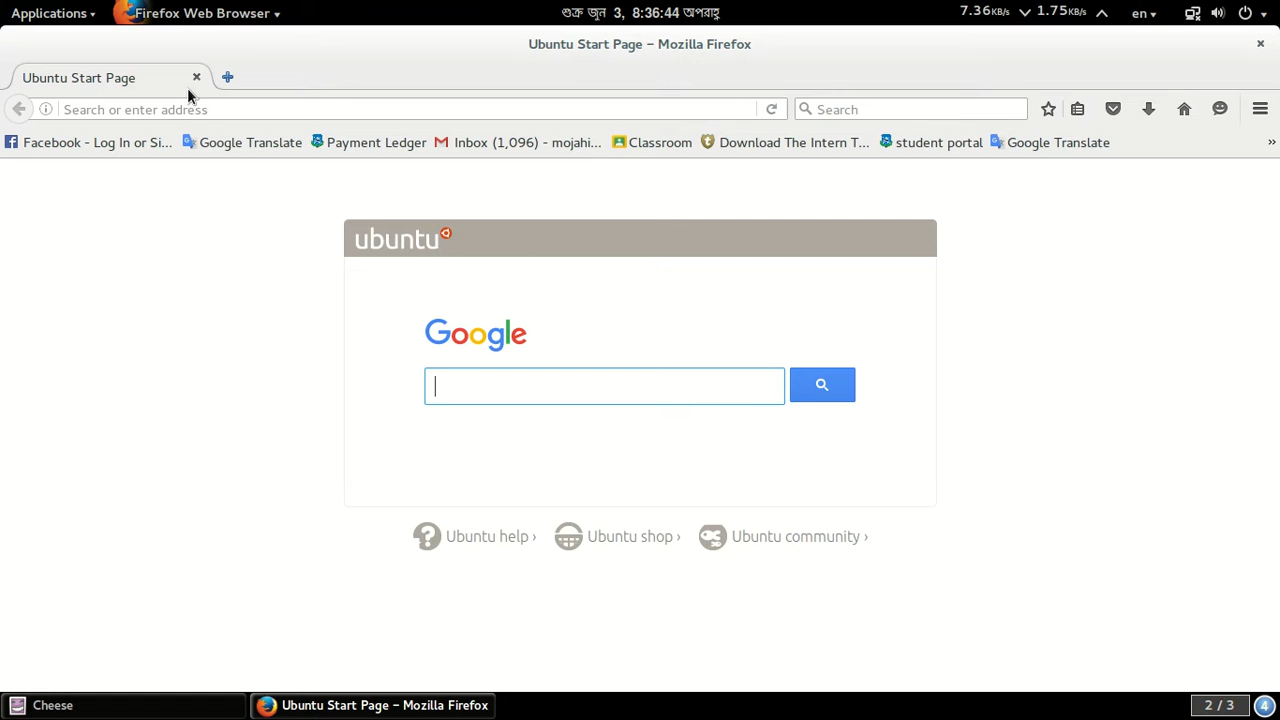 Applications
Firefox Web Browser
শুক্র জুন 3, 8:36:44 অপরাহ্ণ
7.36KB/s
1.75KB/s
en
Ubuntu Start Page – Mozilla Firefox
Ubuntu Start Page
Search or enter address
Search
Facebook - Log In or Si...
Google Translate
Payment Ledger
Inbox (1,096) - mojahi...
Classroom
Download The Intern T...
student portal
Google Translate
ubuntu
Google
Ubuntu help ›
Ubuntu shop ›
Ubuntu community ›
Cheese
Ubuntu Start Page – Mozilla Firefox
2 / 3
4